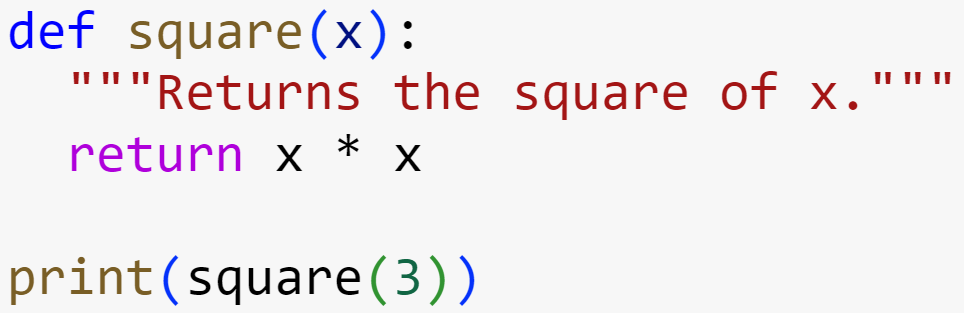 def square(x):
  """Returns the square of x."""
  return x * x

print(square(3))